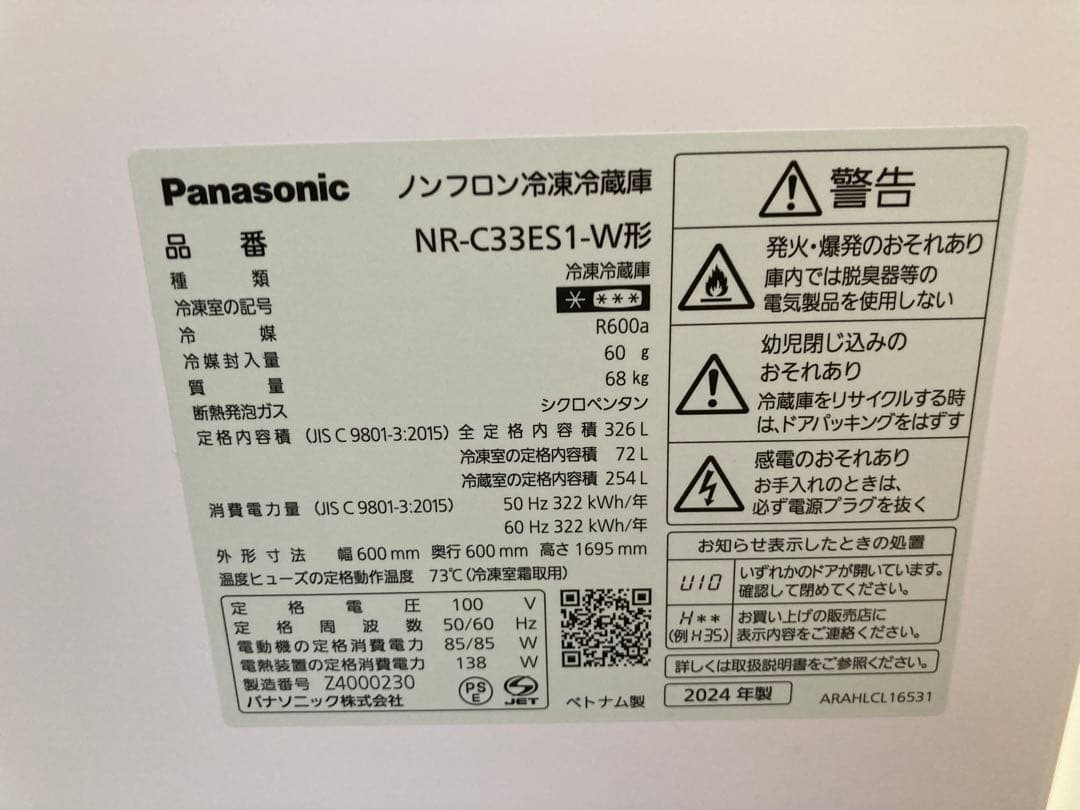 Panasonic ノンフロン冷凍冷蔵庫
品番 NR-C33ES1-W形
種類 冷凍冷蔵庫
冷凍室の記号 * ***
冷媒 R600a
冷媒封入量 60 g
質量 68 kg
断熱発泡ガス シクロペンタン
定格内容積 (JIS C 9801-3:2015) 全定格内容積 326 L
冷凍室の定格内容積 72 L
冷蔵室の定格内容積 254 L
消費電力量 (JIS C 9801-3:2015) 50 Hz 322 kWh/年
60 Hz 322 kWh/年
外形寸法 幅 600 mm 奥行 600 mm 高さ 1695 mm
温度ヒューズの定格動作温度 73℃(冷凍室霜取用)
定格電圧 100 V
定格周波数 50/60 Hz
電動機の定格消費電力 85/85 W
電熱装置の定格消費電力 138 W
製造番号 Z4000230
パナソニック株式会社
PS
E
JET
ベトナム製
警告
発火・爆発のおそれあり
庫内では脱臭器等の
電気製品を使用しない
幼児閉じ込みの
おそれあり
冷蔵庫をリサイクルする時
は、ドアパッキングをはずす
感電のおそれあり
お手入れのときは、
必ず電源プラグを抜く
お知らせ表示したときの処置
U10 いずれかのドアが開いています。
確認して閉めてください。
H** お買い上げの販売店に
(例 H35) 表示内容をご連絡ください。
詳しくは取扱説明書をご参照ください。
2024 年製 ARAHLCL16531